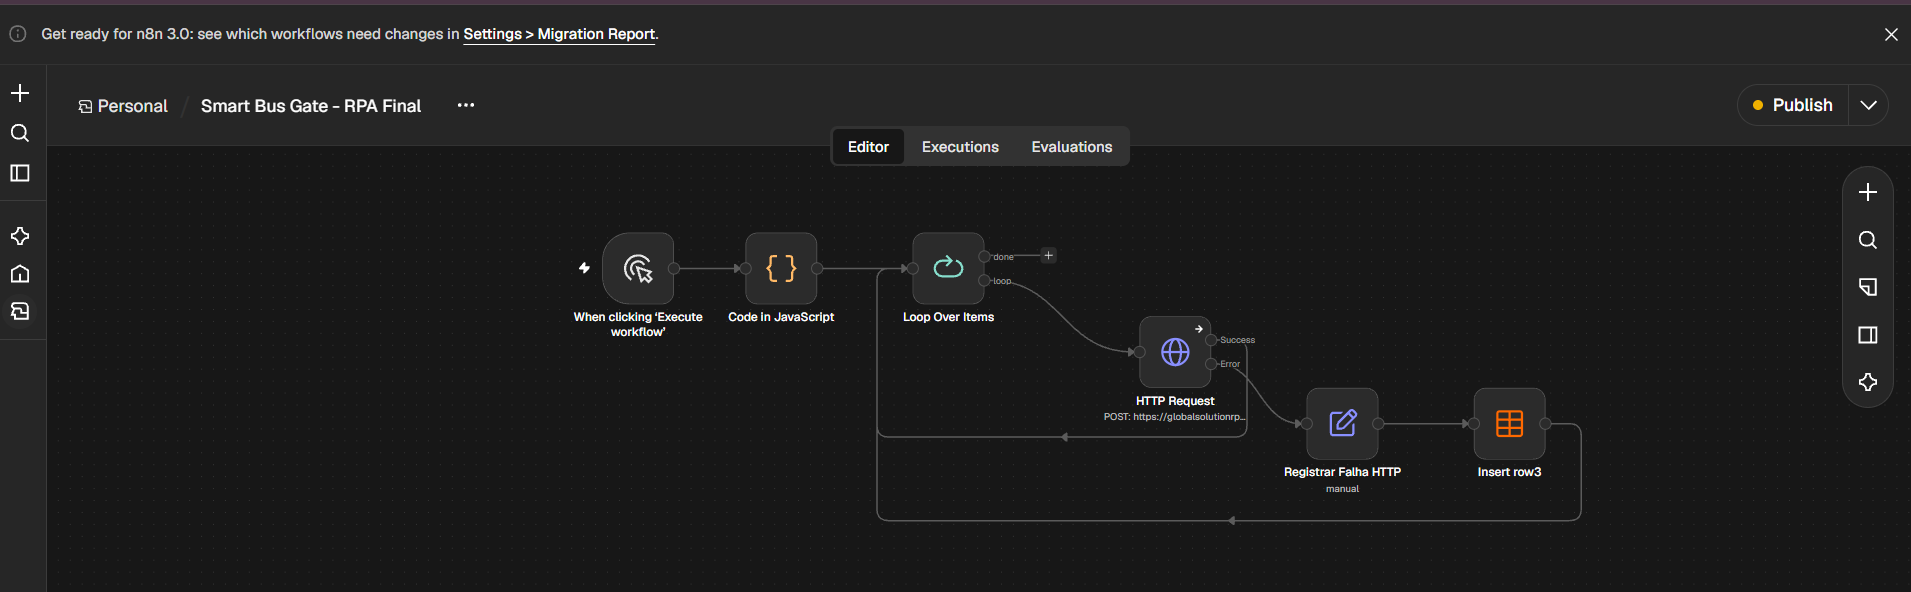 Get ready for n8n 3.0: see which workflows need changes in Settings > Migration Report.
Personal / Smart Bus Gate - RPA Final ...
Publish
Editor Executions Evaluations
done
loop
When clicking ‘Execute
workflow’
Code in JavaScript
Loop Over Items
Success
Error
HTTP Request
POST: https://globalsolutionrp...
Registrar Falha HTTP
manual
Insert row3